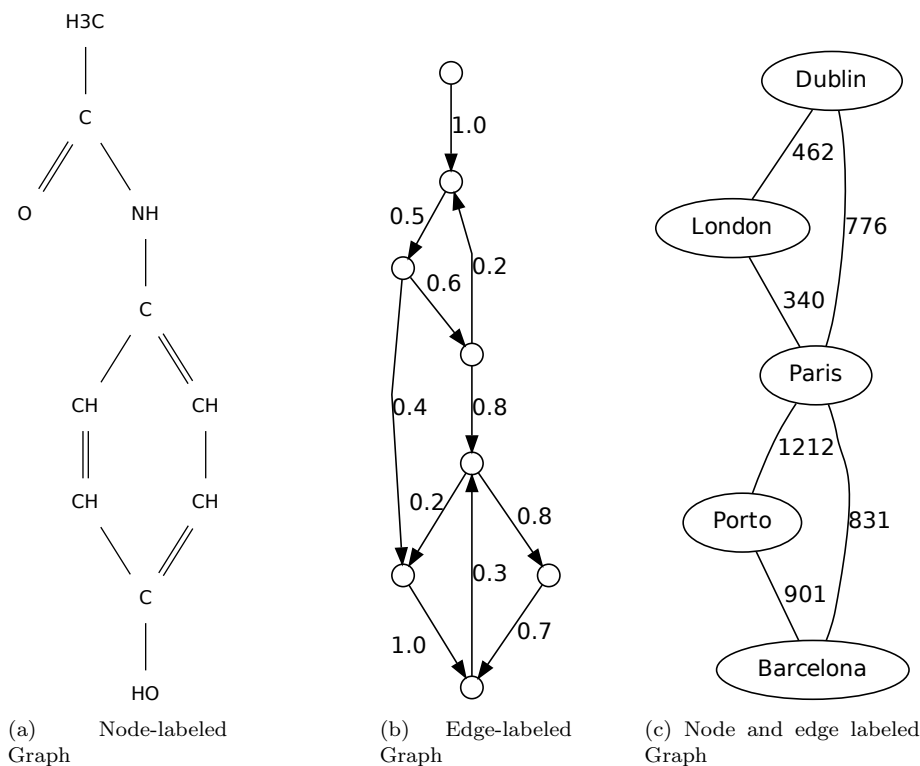 H3C
C
O
NH
C
CH
CH
CH
CH
C
HO
(a) Node-labeled
Graph
1.0
0.5
0.6
0.2
0.4
0.8
0.2
0.8
0.3
1.0
0.7
(b) Edge-labeled
Graph
Dublin
462
London
776
340
Paris
1212
Porto
831
901
Barcelona
(c) Node and edge labeled
Graph